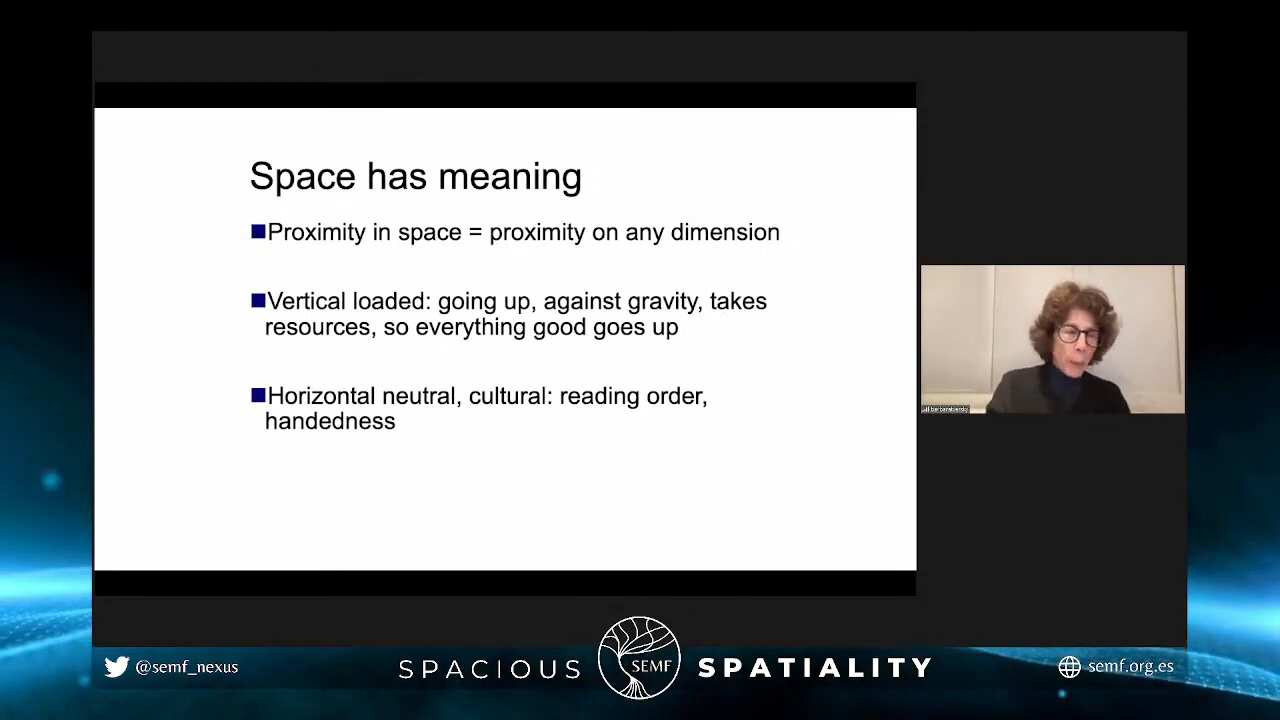 Space has meaning
Proximity in space = proximity on any dimension
Vertical loaded: going up, against gravity, takes
resources, so everything good goes up
Horizontal neutral, cultural: reading order,
handedness
barbaratversky
@semf_nexus
SPACIOUS
SEMF
SPATIALITY
semf.org.es